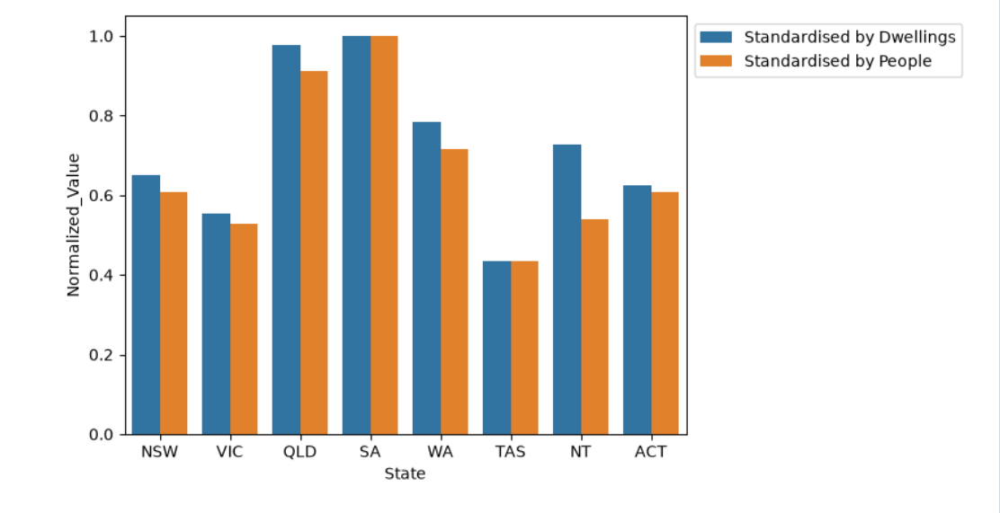 Standardised by Dwellings
Standardised by People
Normalized_Value
1.0
0.8
0.6
0.4
0.2
0.0
NSW VIC QLD SA WA TAS NT ACT
State